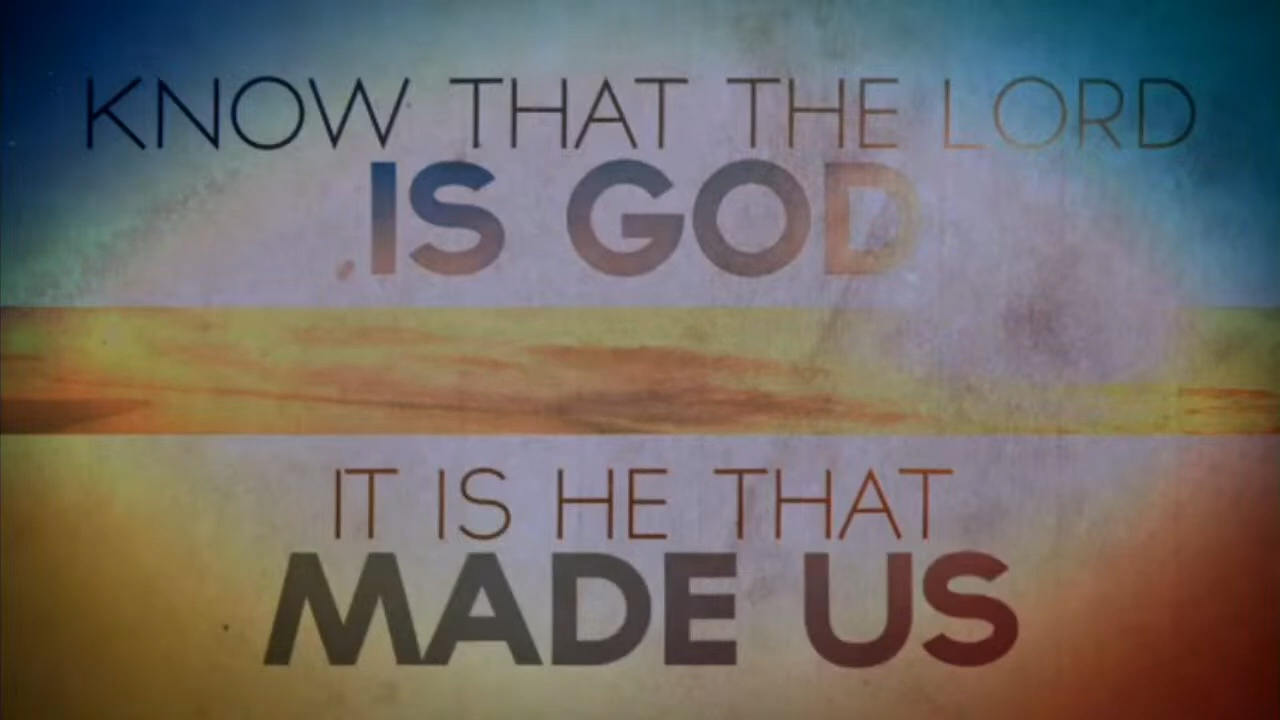 KNOW THAT THE LORD
IS GOD
IT IS HE THAT
MADE US